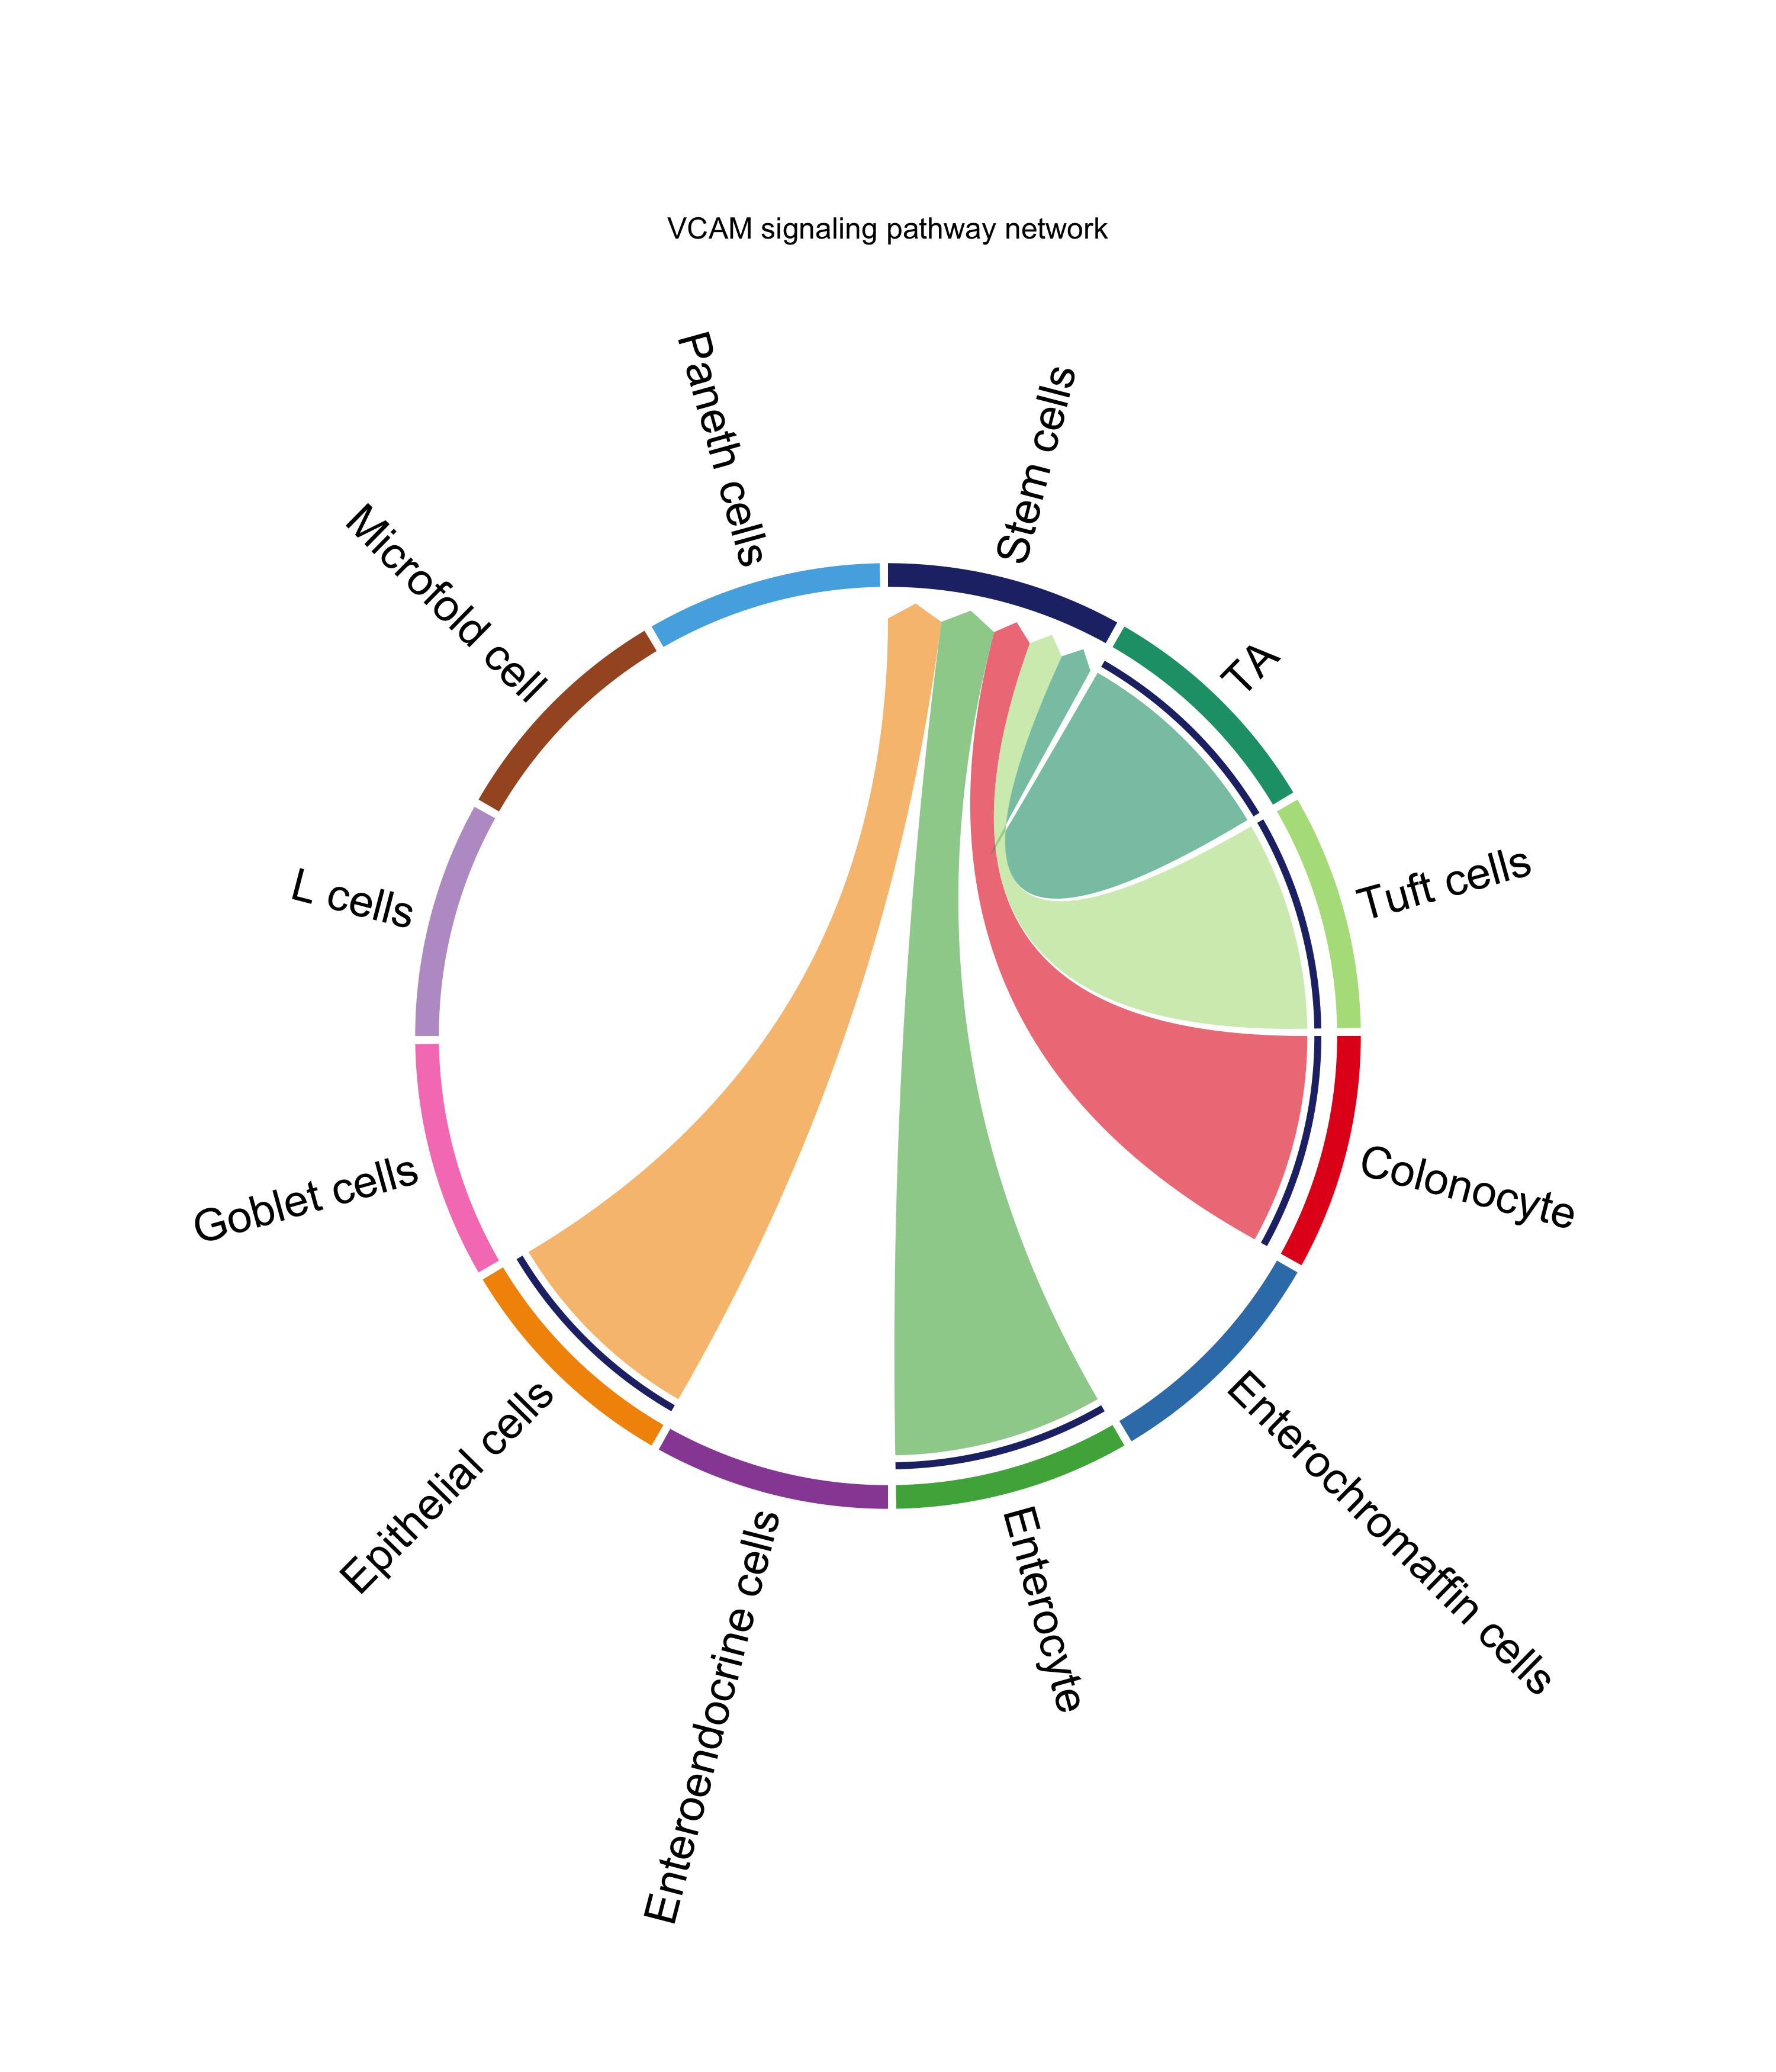 VCAM signaling pathway network
Paneth cells
Stem cells
Microfold cell
TA
L cells
Tuft cells
Goblet cells
Colonocyte
Epithelial cells
Enterochromaffin cells
Enteroendocrine cells
Enterocyte